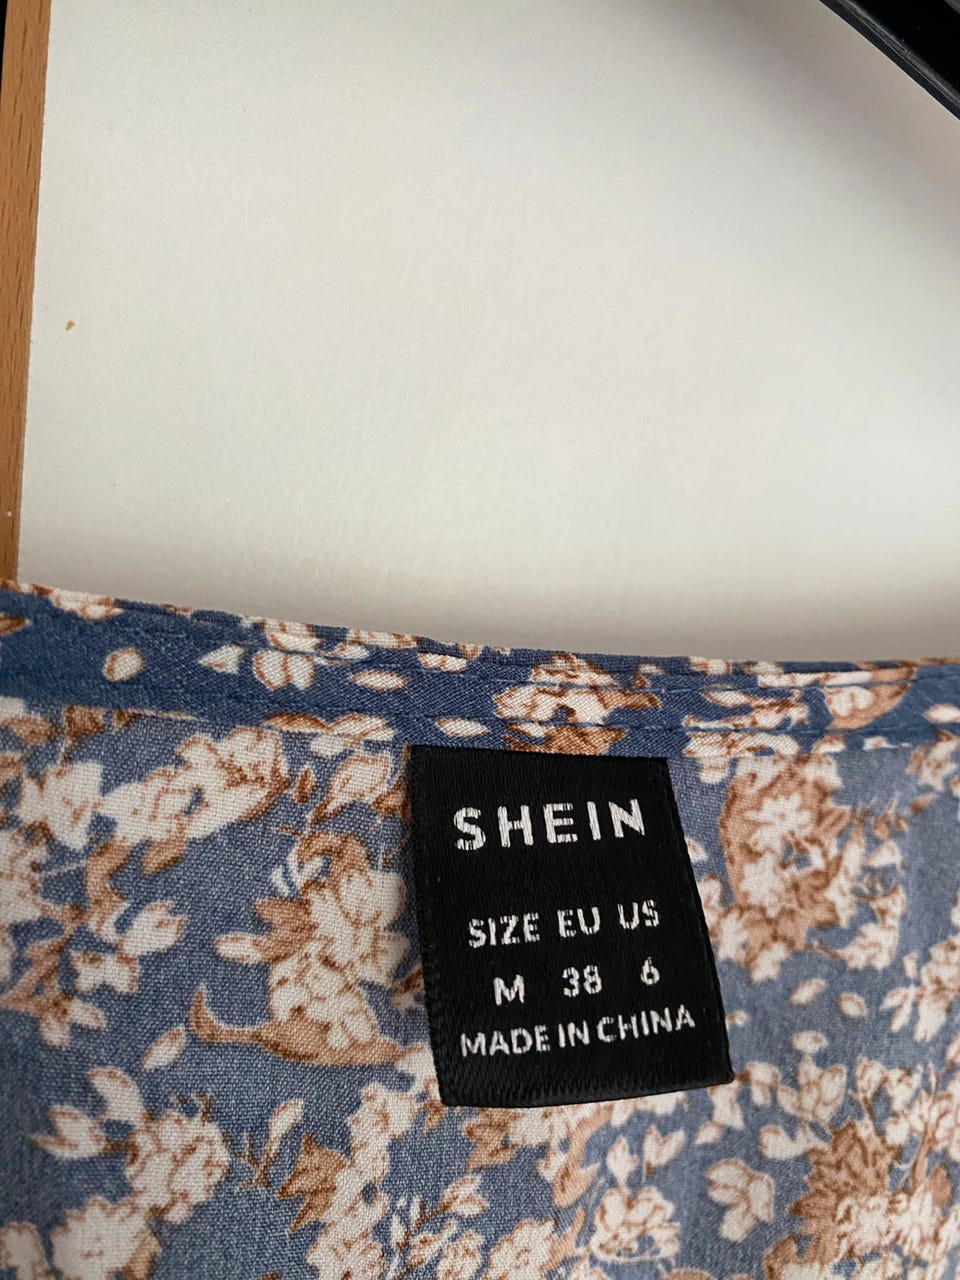 SHEIN
SIZE EU US
M 38 6
MADE IN CHINA